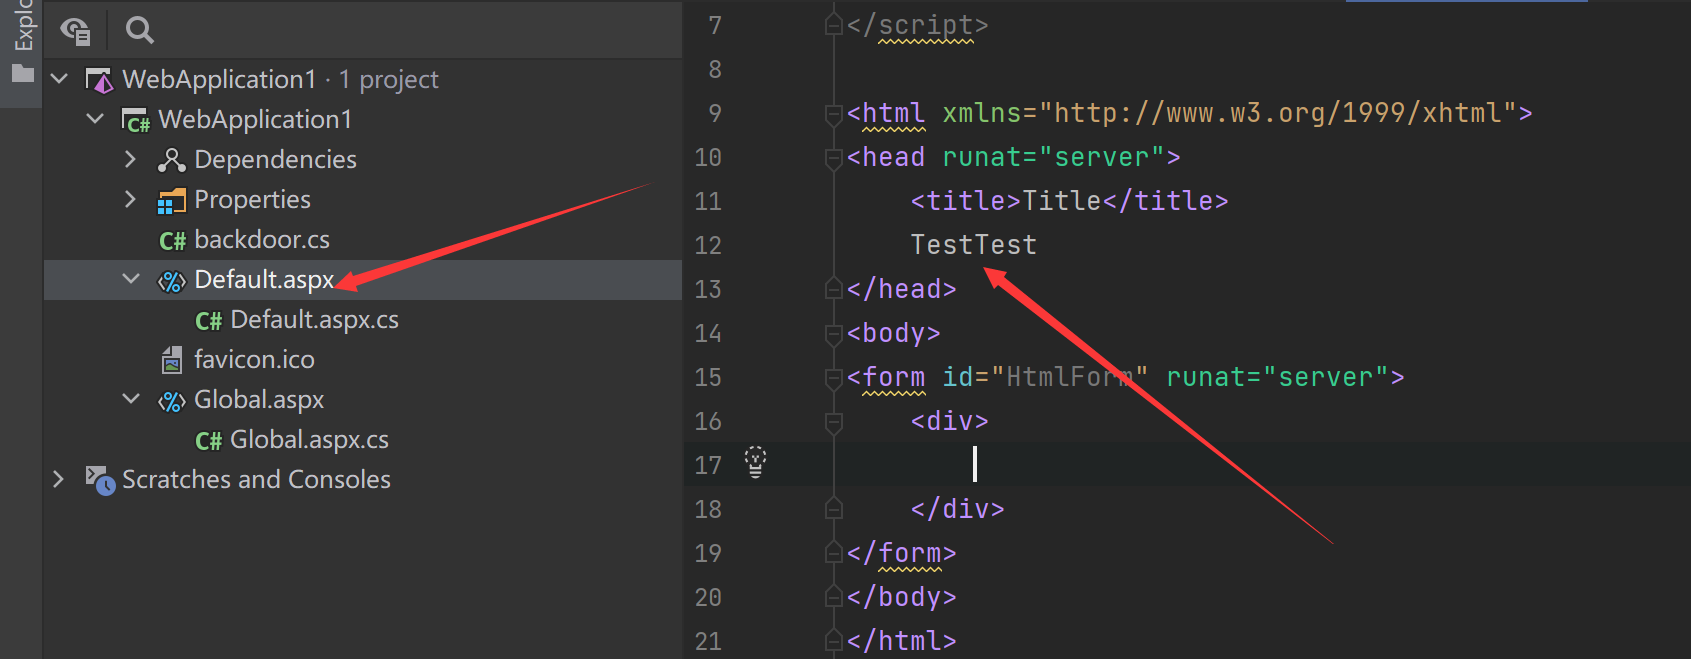 Explo
WebApplication1 · 1 project
C# WebApplication1
Dependencies
Properties
C# backdoor.cs
Default.aspx
C# Default.aspx.cs
favicon.ico
Global.aspx
C# Global.aspx.cs
Scratches and Consoles
7 </script>
8
9 <html xmlns="http://www.w3.org/1999/xhtml">
10 <head runat="server">
11 <title>Title</title>
12 TestTest
13 </head>
14 <body>
15 <form id="HtmlForm" runat="server">
16 <div>
17
18 </div>
19 </form>
20 </body>
21 </html>